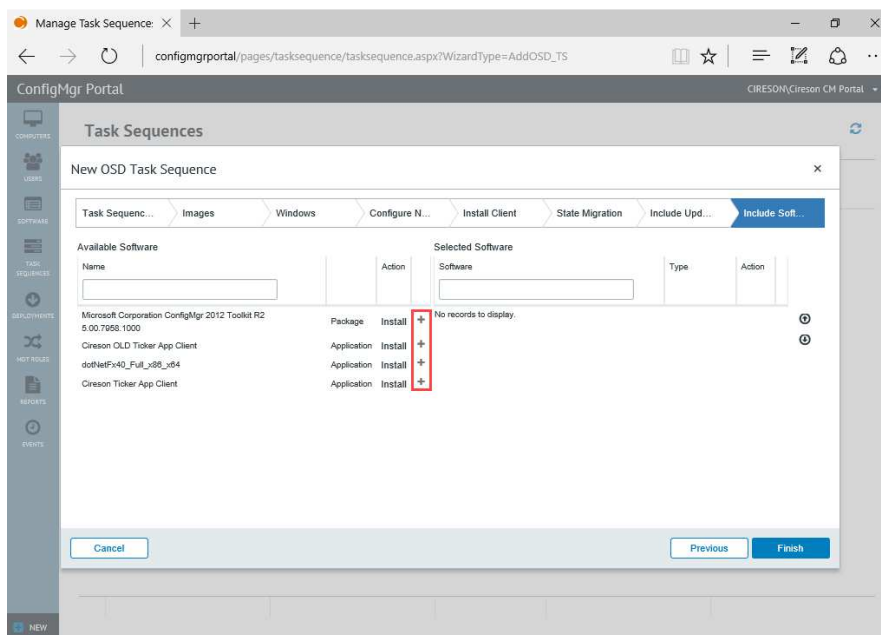 Manage Task Sequence:
configmgrportal/pages/tasksequence/tasksequence.aspx?WizardType=AddOSD_TS
ConfigMgr Portal
CIRESON\Cireson CM Portal
COMPUTERS
USERS
SOFTWARE
TASK
SEQUENCES
DEPLOYMENTS
HOT ROLES
REPORTS
EVENTS
NEW
Task Sequences
New OSD Task Sequence
Task Sequenc...
Images
Windows
Configure N...
Install Client
State Migration
Include Upd...
Include Soft...
Available Software
Selected Software
Name
Action
Software
Type
Action
Microsoft Corporation ConfigMgr 2012 Toolkit R2
5.00.7958.1000
Package Install +
No records to display.
Cireson OLD Ticker App Client Application Install +
dotNetFx40_Full_x86_x64 Application Install +
Cireson Ticker App Client Application Install +
Cancel
Previous
Finish